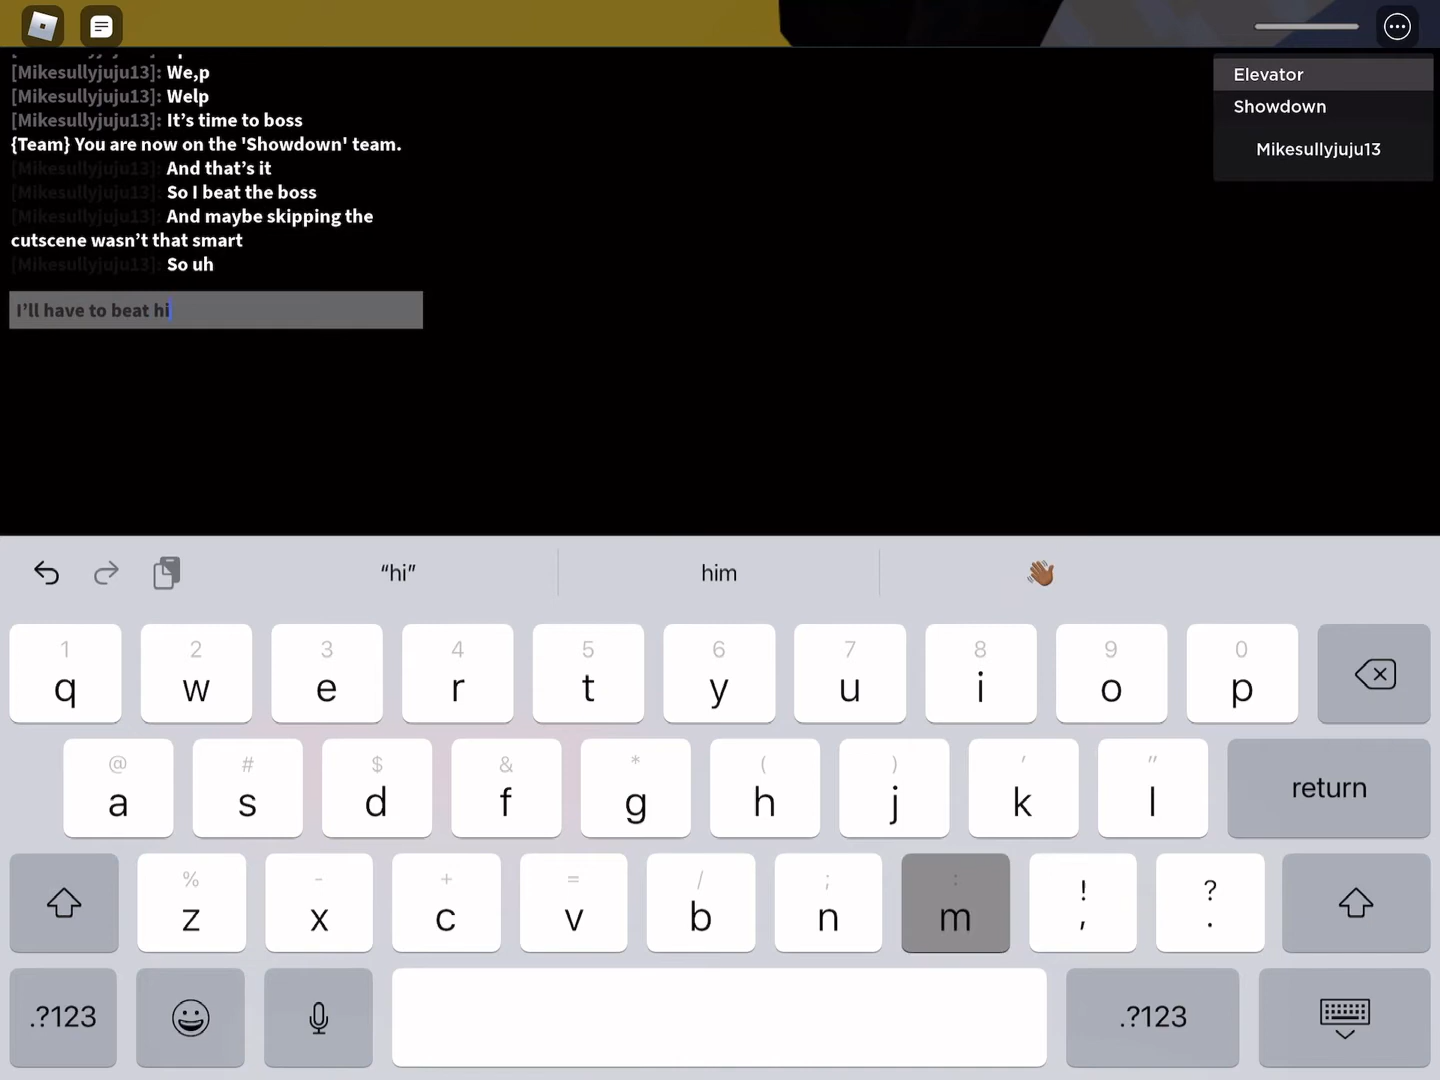 [Mikesullyjuju13]: We,p
[Mikesullyjuju13]: Welp
[Mikesullyjuju13]: It’s time to boss
{Team} You are now on the 'Showdown' team.
[Mikesullyjuju13]: And that’s it
[Mikesullyjuju13]: So I beat the boss
[Mikesullyjuju13]: And maybe skipping the
cutscene wasn’t that smart
[Mikesullyjuju13]: So uh
I’ll have to beat hi
Elevator
Showdown
Mikesullyjuju13
“hi” him 👋🏾
1 2 3 4 5 6 7 8 9 0
q w e r t y u i o p
@ # $ & * ( ) ' "
a s d f g h j k l return
% - + = / ; : ! ?
z x c v b n m , .
.?123 .?123